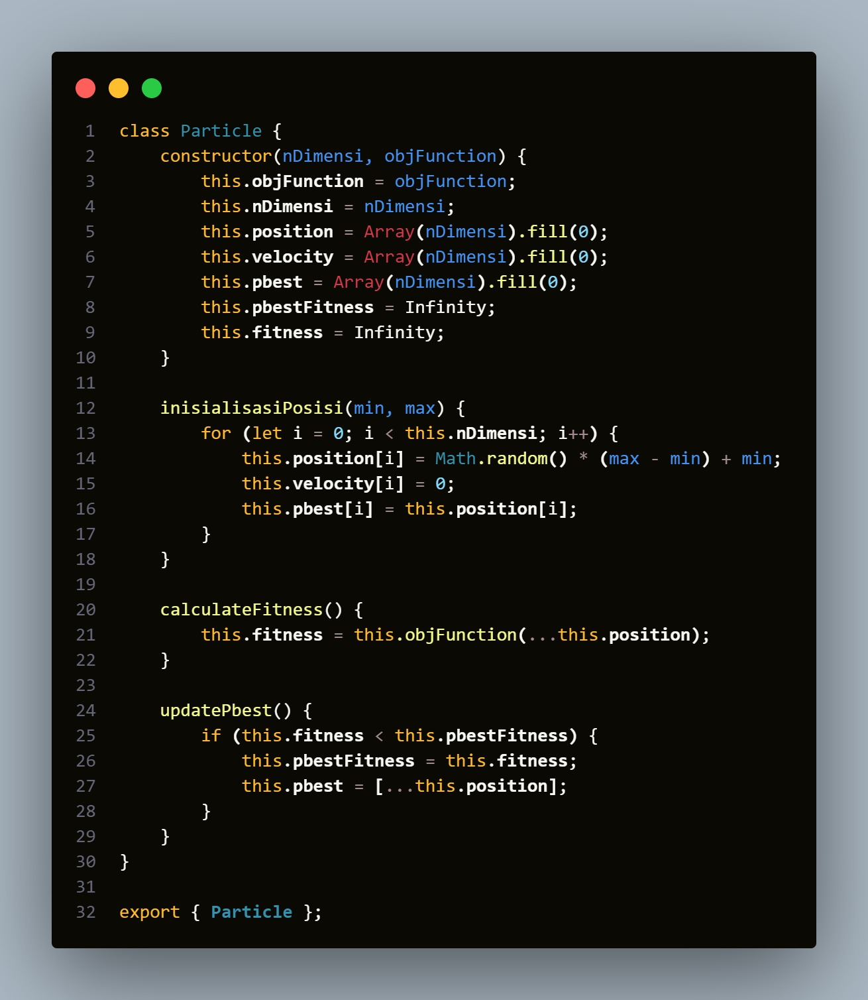 1 class Particle {
2     constructor(nDimensi, objFunction) {
3         this.objFunction = objFunction;
4         this.nDimensi = nDimensi;
5         this.position = Array(nDimensi).fill(0);
6         this.velocity = Array(nDimensi).fill(0);
7         this.pbest = Array(nDimensi).fill(0);
8         this.pbestFitness = Infinity;
9         this.fitness = Infinity;
10     }
11
12     inisialisasiPosisi(min, max) {
13         for (let i = 0; i < this.nDimensi; i++) {
14             this.position[i] = Math.random() * (max - min) + min;
15             this.velocity[i] = 0;
16             this.pbest[i] = this.position[i];
17         }
18     }
19
20     calculateFitness() {
21         this.fitness = this.objFunction(...this.position);
22     }
23
24     updatePbest() {
25         if (this.fitness < this.pbestFitness) {
26             this.pbestFitness = this.fitness;
27             this.pbest = [...this.position];
28         }
29     }
30 }
31
32 export { Particle };